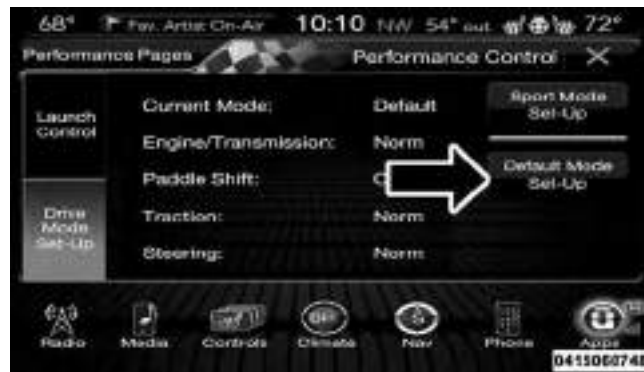 68° Fav. Artist On-Air 10:10 NW 54° out 72°
Performance Pages Performance Control
Launch
Control
Drive
Mode
Set-Up
Current Mode: Default
Engine/Transmission: Norm
Paddle Shift:
Traction: Norm
Steering: Norm
Sport Mode
Set-Up
Default Mode
Set-Up
Radio Media Controls Climate Nav Phone Apps
0415060748